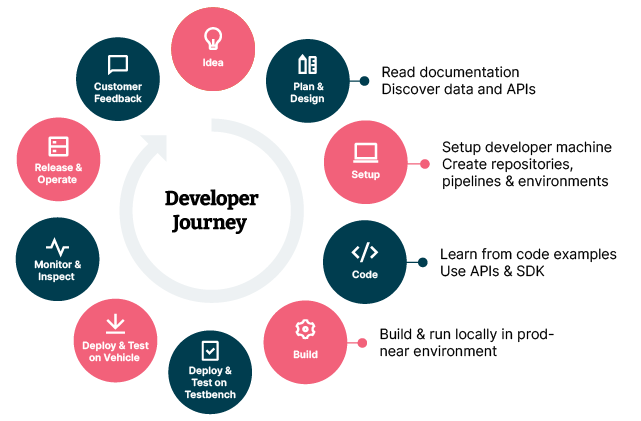 Idea
Plan &
Design
Read documentation
Discover data and APIs
Setup
Setup developer machine
Create repositories,
pipelines & environments
Code
Learn from code examples
Use APIs & SDK
Build
Build & run locally in prod-
near environment
Deploy &
Test on
Testbench
Deploy & Test
on Vehicle
Monitor &
Inspect
Release &
Operate
Customer
Feedback
Developer
Journey